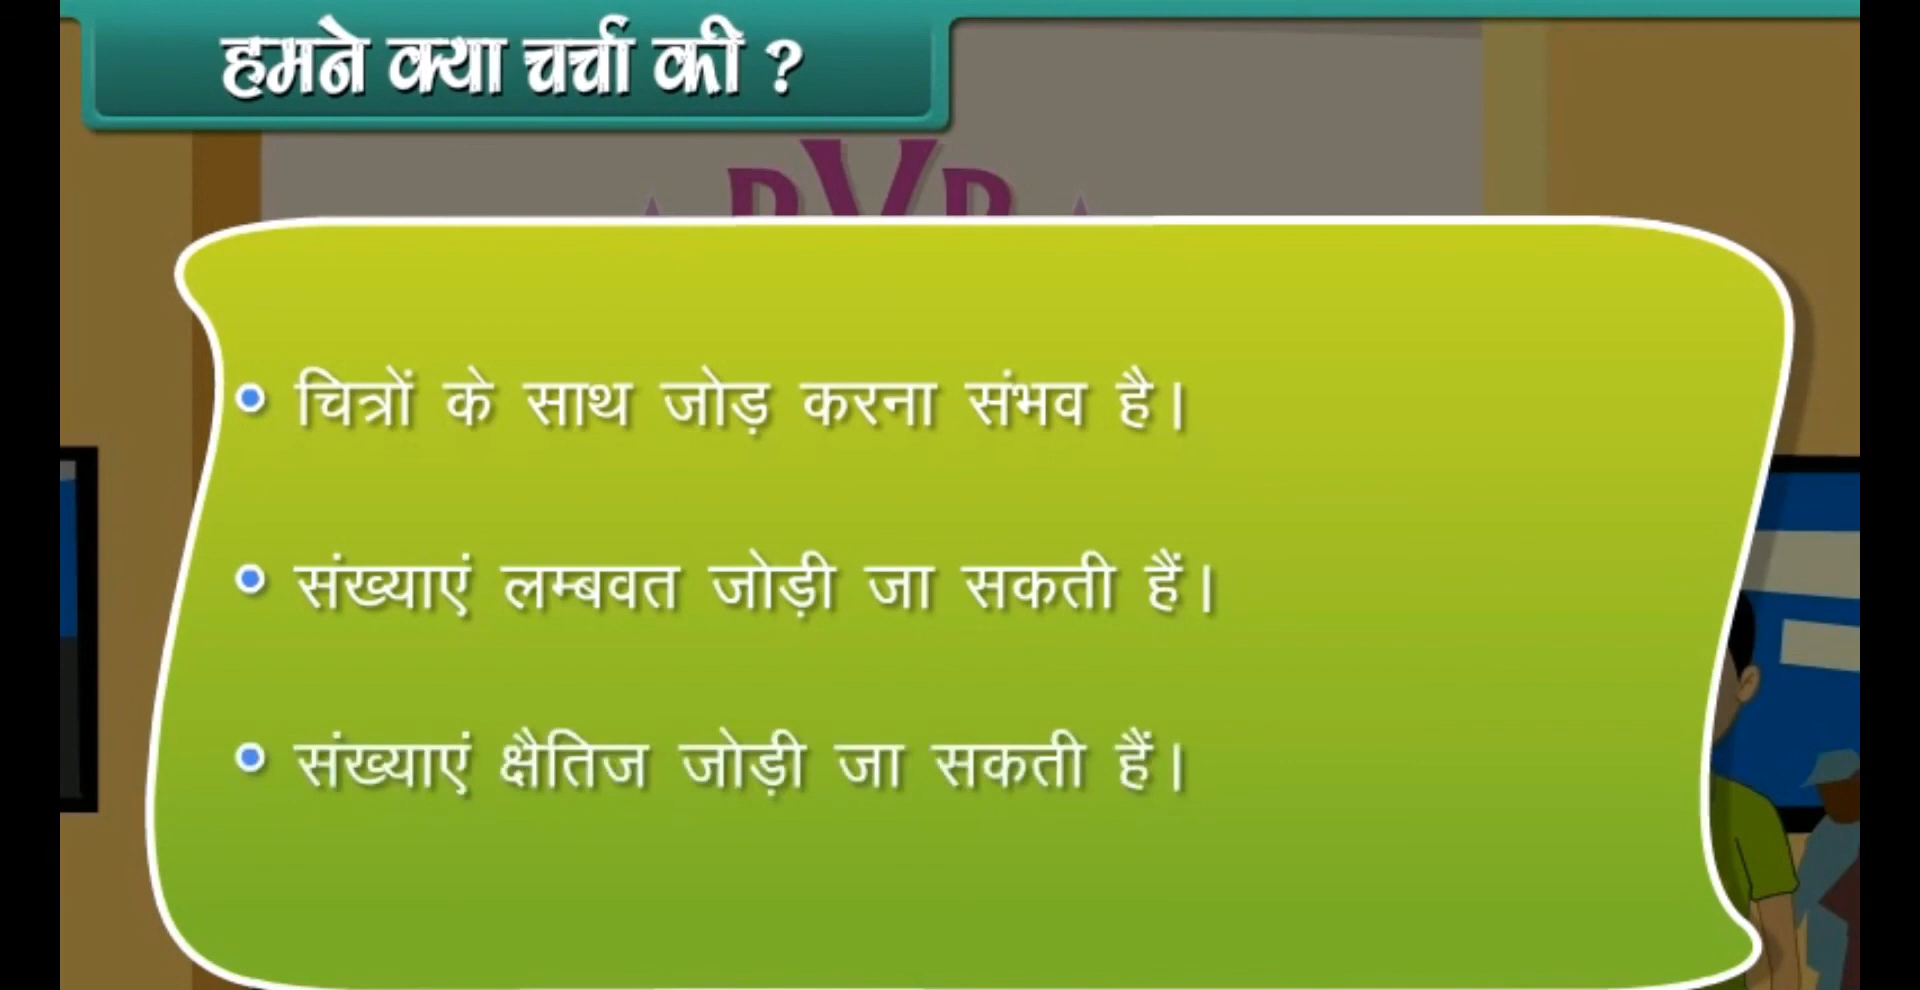 हमने क्या चर्चा की ?
चित्रों के साथ जोड़ करना संभव है।
संख्याएं लम्बवत जोड़ी जा सकती हैं।
संख्याएं क्षैतिज जोड़ी जा सकती हैं।